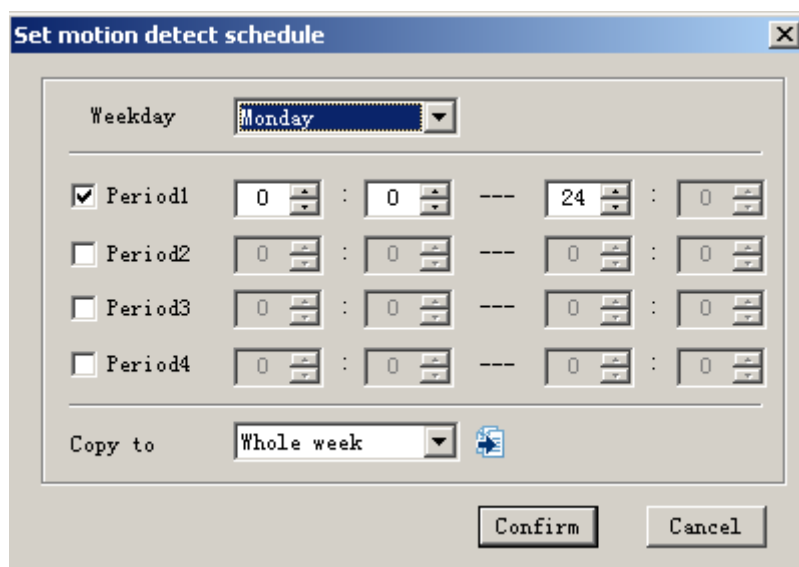 Set motion detect schedule
Weekday Monday
Period1 0 : 0 --- 24 : 0
Period2 0 : 0 --- 0 : 0
Period3 0 : 0 --- 0 : 0
Period4 0 : 0 --- 0 : 0
Copy to Whole week
Confirm Cancel